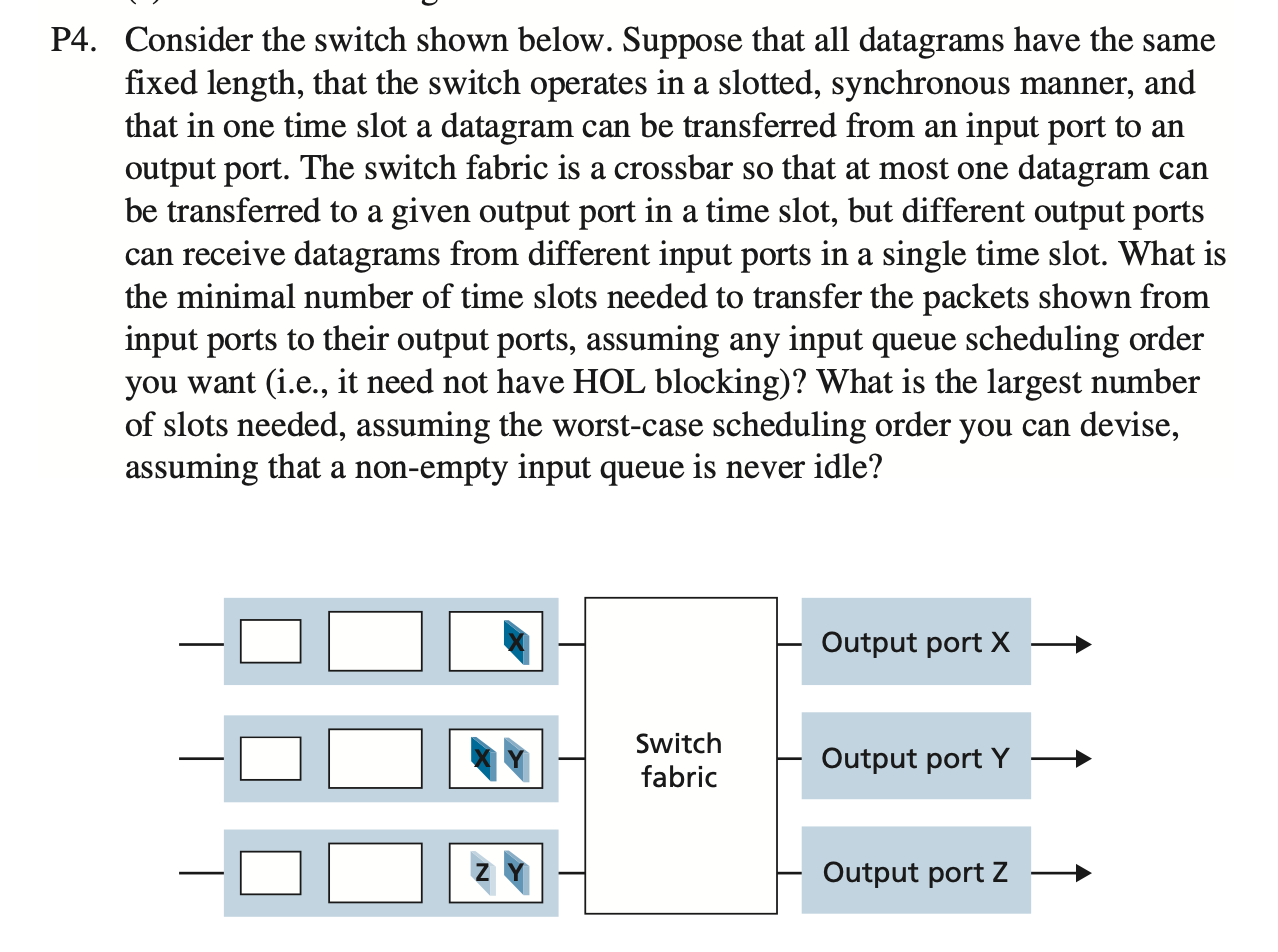 P4. Consider the switch shown below. Suppose that all datagrams have the same
fixed length, that the switch operates in a slotted, synchronous manner, and
that in one time slot a datagram can be transferred from an input port to an
output port. The switch fabric is a crossbar so that at most one datagram can
be transferred to a given output port in a time slot, but different output ports
can receive datagrams from different input ports in a single time slot. What is
the minimal number of time slots needed to transfer the packets shown from
input ports to their output ports, assuming any input queue scheduling order
you want (i.e., it need not have HOL blocking)? What is the largest number
of slots needed, assuming the worst-case scheduling order you can devise,
assuming that a non-empty input queue is never idle?
X
Output port X
X Y
Switch
fabric
Output port Y
Z Y
Output port Z